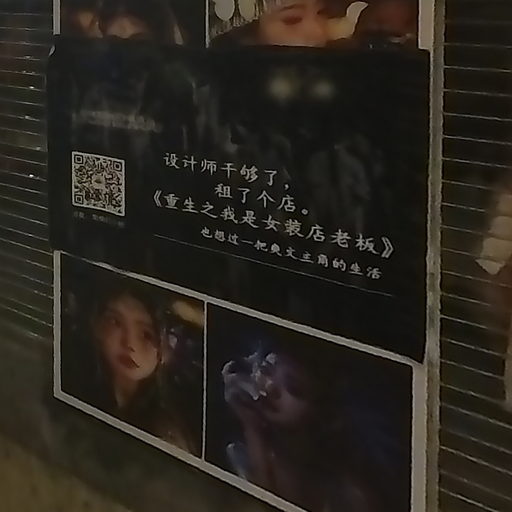 设计师干够了，
租了个店。
《重生之我是女装店老板》
也想过一把爽文主角的生活